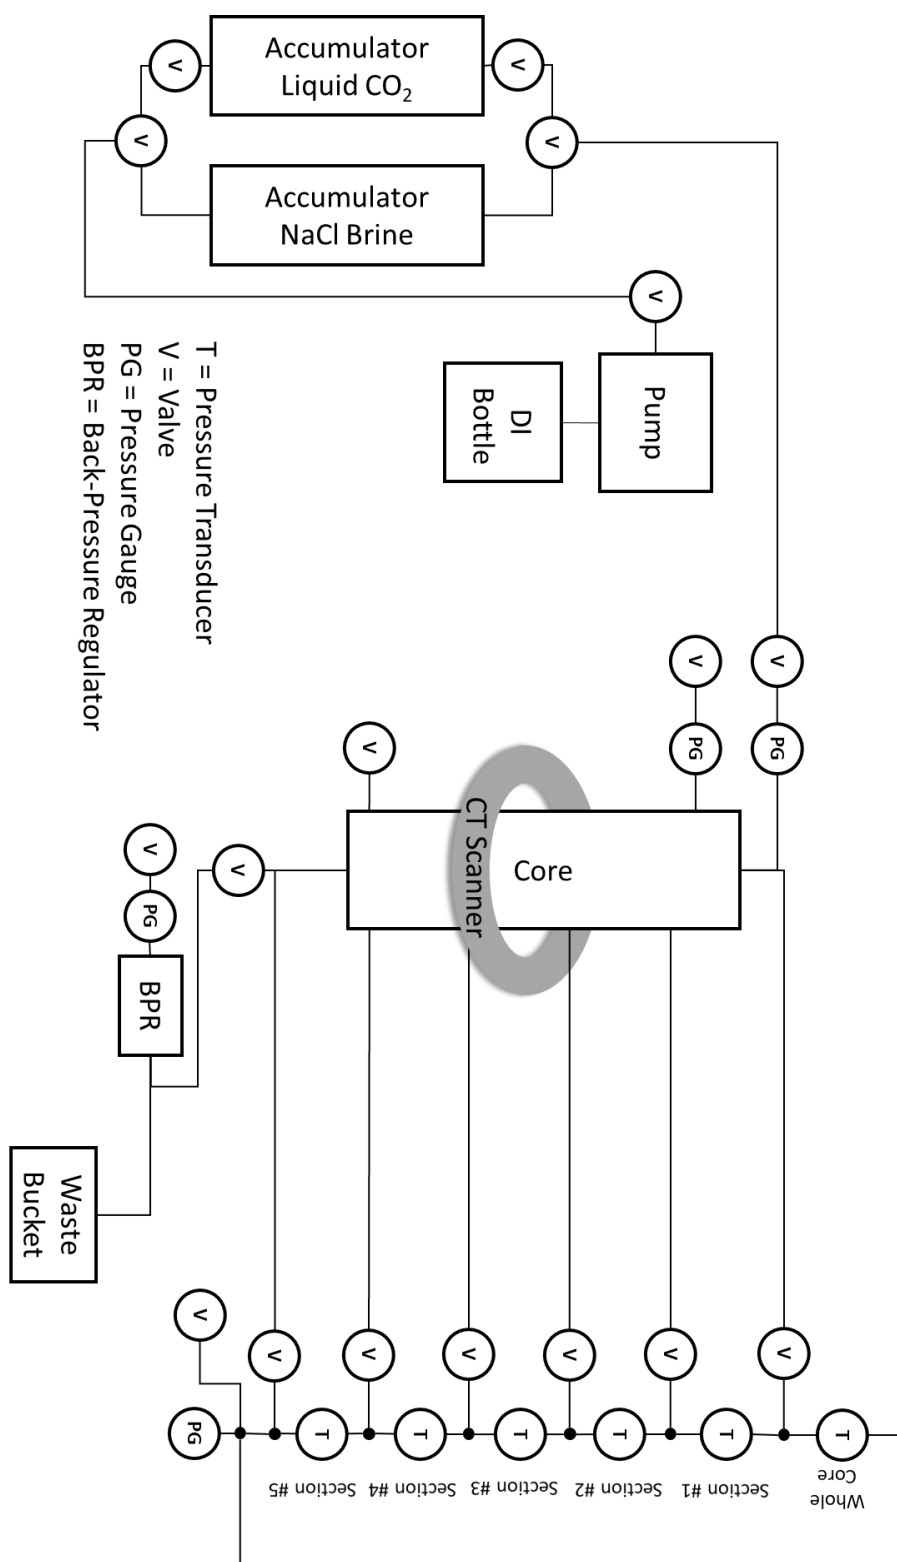 Accumulator
Liquid CO₂
V
V
V
V
Accumulator
NaCl Brine
V
Pump
DI
Bottle
T = Pressure Transducer
V = Valve
PG = Pressure Gauge
BPR = Back-Pressure Regulator
V
V
PG
PG
V
CT Scanner
Core
V
V
PG
BPR
Waste
Bucket
V
V
V
V
V
V
V
PG
T
T
T
T
T
T
Section #5
Section #4
Section #3
Section #2
Section #1
Whole
Core